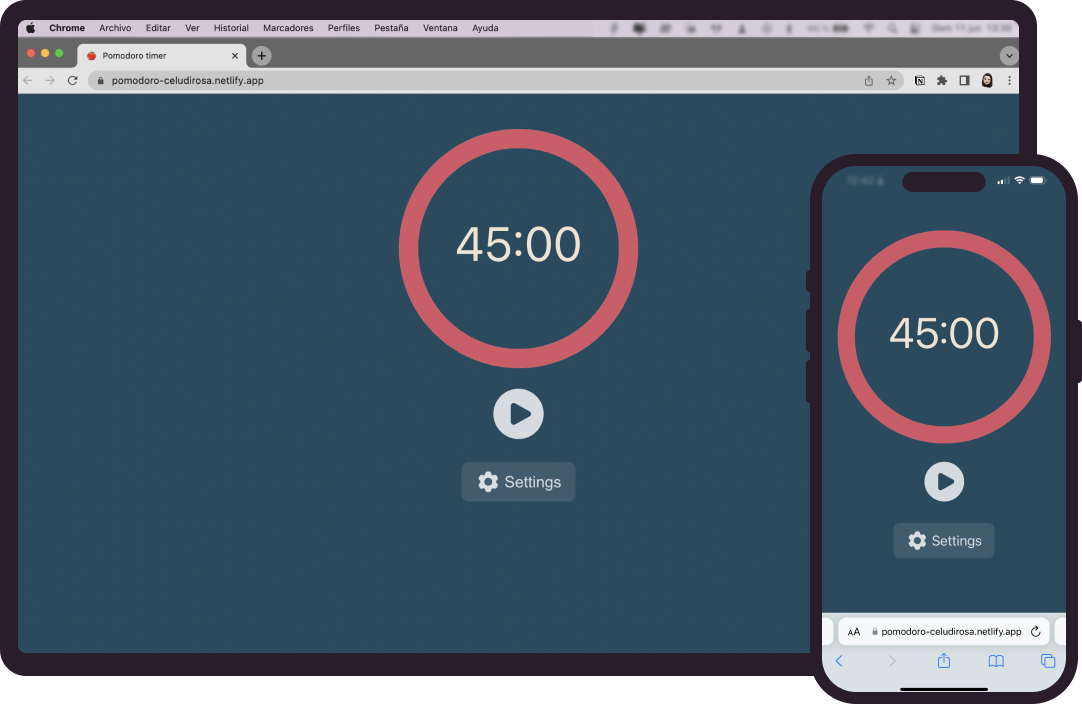 Chrome Archivo Editar Ver Historial Marcadores Perfiles Pestaña Ventana Ayuda
Pomodoro timer
pomodoro-celudirosa.netlify.app
45:00
Settings
45:00
Settings
AA pomodoro-celudirosa.netlify.app